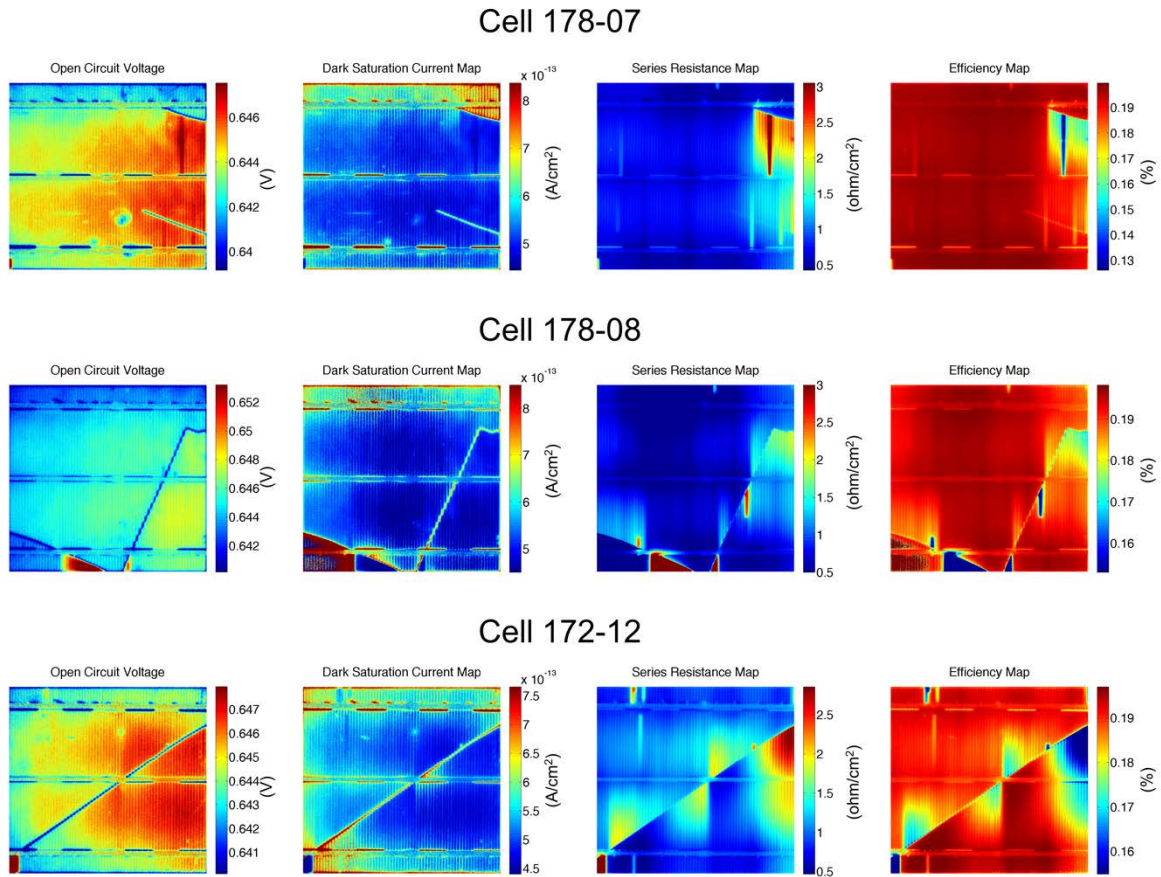 Cell 178-07
Open Circuit Voltage
0.646
0.644
0.642
0.64
(V)
Dark Saturation Current Map
x 10⁻¹³
8
7
6
5
(A/cm²)
Series Resistance Map
3
2.5
2
1.5
1
0.5
(ohm/cm²)
Efficiency Map
0.19
0.18
0.17
0.16
0.15
0.14
0.13
(%)
Cell 178-08
Open Circuit Voltage
0.652
0.65
0.648
0.646
0.644
0.642
(V)
Dark Saturation Current Map
x 10⁻¹³
8
7
6
5
(A/cm²)
Series Resistance Map
3
2.5
2
1.5
1
0.5
(ohm/cm²)
Efficiency Map
0.19
0.18
0.17
0.16
(%)
Cell 172-12
Open Circuit Voltage
0.647
0.646
0.645
0.644
0.643
0.642
0.641
(V)
Dark Saturation Current Map
x 10⁻¹³
7.5
7
6.5
6
5.5
5
4.5
(A/cm²)
Series Resistance Map
2.5
2
1.5
1
0.5
(ohm/cm²)
Efficiency Map
0.19
0.18
0.17
0.16
(%)